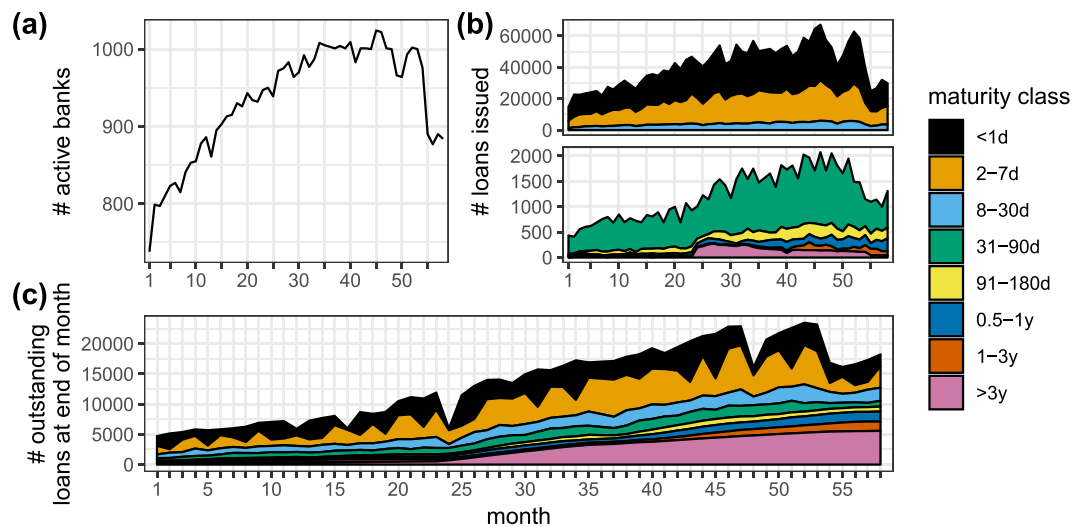 (a)
# active banks
1000
900
800
1
10
20
30
40
50
(b)
# loans issued
60000
40000
20000
0
2000
1500
1000
500
0
1
10
20
30
40
50
maturity class
<1d
2−7d
8−30d
31−90d
91−180d
0.5−1y
1−3y
>3y
(c)
# outstanding
loans at end of month
20000
15000
10000
5000
0
1
5
10
15
20
25
30
35
40
45
50
55
month